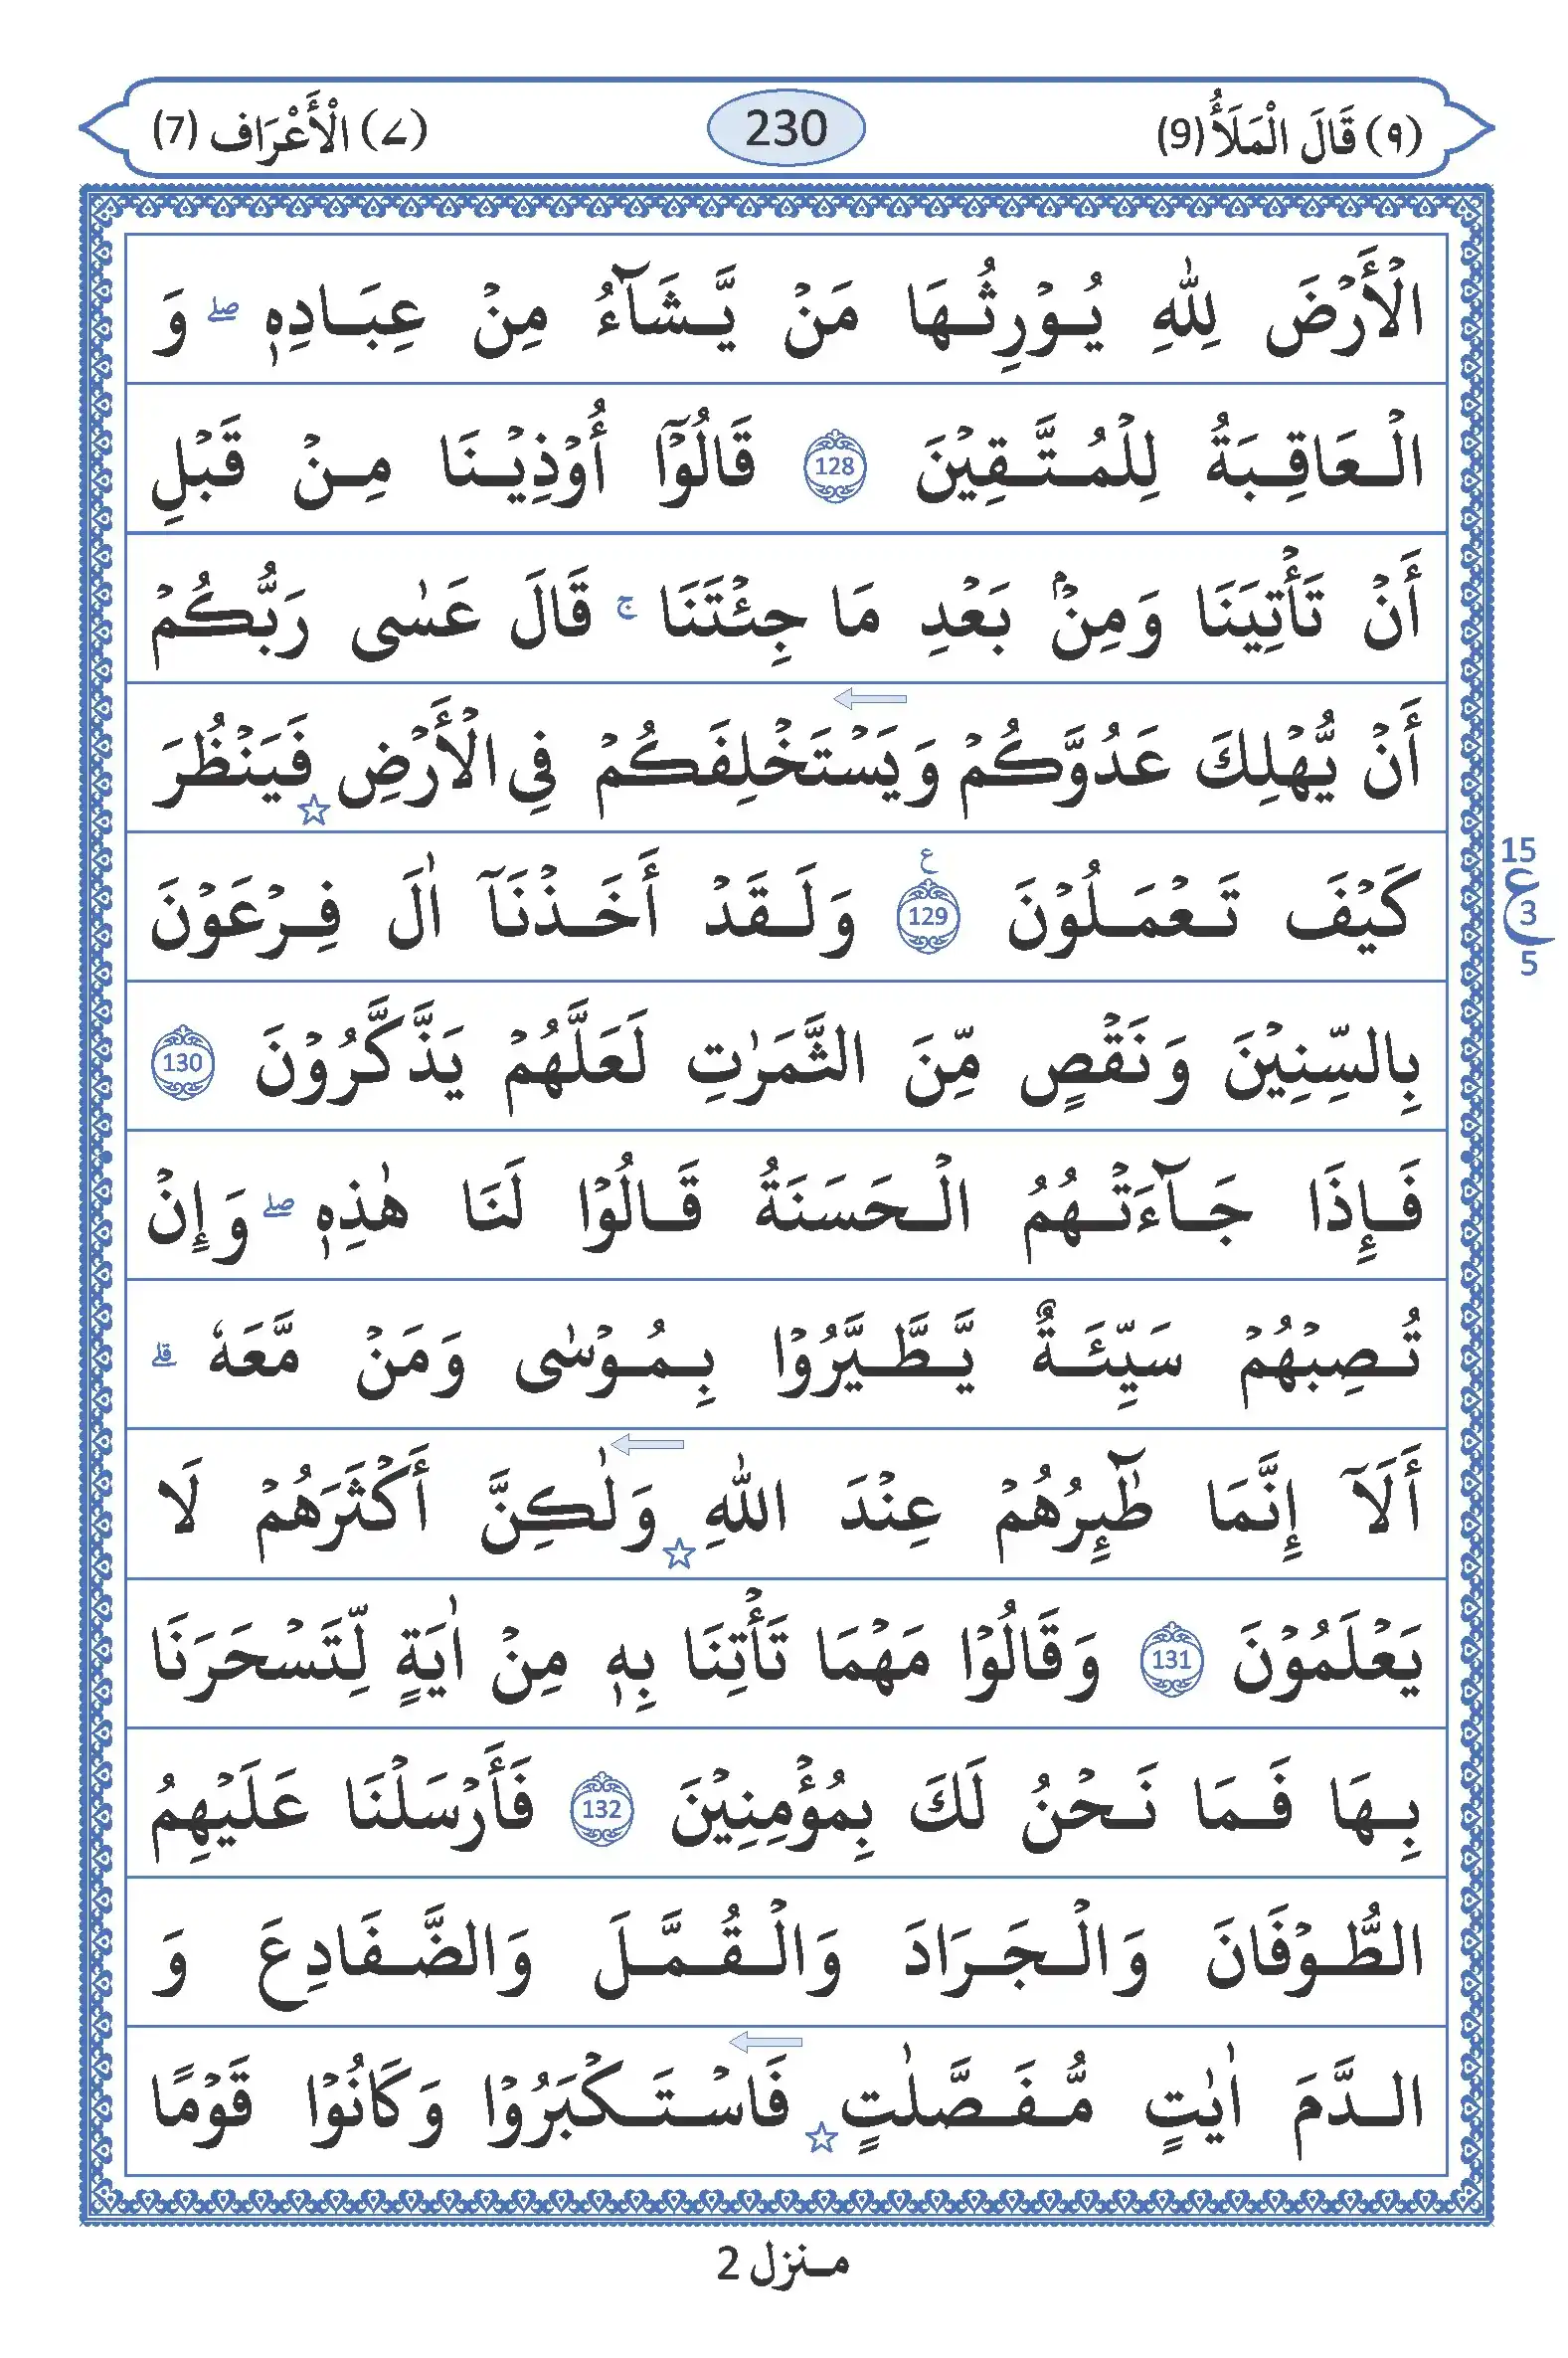 (٩) قَالَ الْمَلَأُ (9) 230 (٧) الْأَعْرَاف (7)
الْأَرْضَ لِلّٰهِ يُوْرِثُهَا مَنْ يَّشَآءُ مِنْ عِبَادِهٖ ۖ وَ
الْعَاقِبَةُ لِلْمُتَّقِيْنَ 128 قَالُوْٓا أُوْذِيْنَا مِنْ قَبْلِ
أَنْ تَأْتِيَنَا وَمِنْۢ بَعْدِ مَا جِئْتَنَا ۚ قَالَ عَسٰى رَبُّكُمْ
أَنْ يُّهْلِكَ عَدُوَّكُمْ وَيَسْتَخْلِفَكُمْ فِي الْأَرْضِ ☆ فَيَنْظُرَ
كَيْفَ تَعْمَلُوْنَ 129 ع وَلَقَدْ أَخَذْنَآ اٰلَ فِرْعَوْنَ
15
ع 3
5
بِالسِّنِيْنَ وَنَقْصٍ مِّنَ الثَّمَرٰتِ لَعَلَّهُمْ يَذَّكَّرُوْنَ 130
فَإِذَا جَآءَتْهُمُ الْحَسَنَةُ قَالُوْا لَنَا هٰذِهٖ ۖ وَإِنْ
تُصِبْهُمْ سَيِّئَةٌ يَّطَّيَّرُوْا بِمُوْسٰى وَمَنْ مَّعَهٗ ۗ
أَلَآ إِنَّمَا طٰٓئِرُهُمْ عِنْدَ اللّٰهِ ☆ وَلٰكِنَّ أَكْثَرَهُمْ لَا
يَعْلَمُوْنَ 131 وَقَالُوْا مَهْمَا تَأْتِنَا بِهٖ مِنْ اٰيَةٍ لِّتَسْحَرَنَا
بِهَا فَمَا نَحْنُ لَكَ بِمُؤْمِنِيْنَ 132 فَأَرْسَلْنَا عَلَيْهِمُ
الطُّوْفَانَ وَالْجَرَادَ وَالْقُمَّلَ وَالضَّفَادِعَ وَ
الدَّمَ اٰيٰتٍ مُّفَصَّلٰتٍ ☆ فَاسْتَكْبَرُوْا وَكَانُوْا قَوْمًا
منزل 2